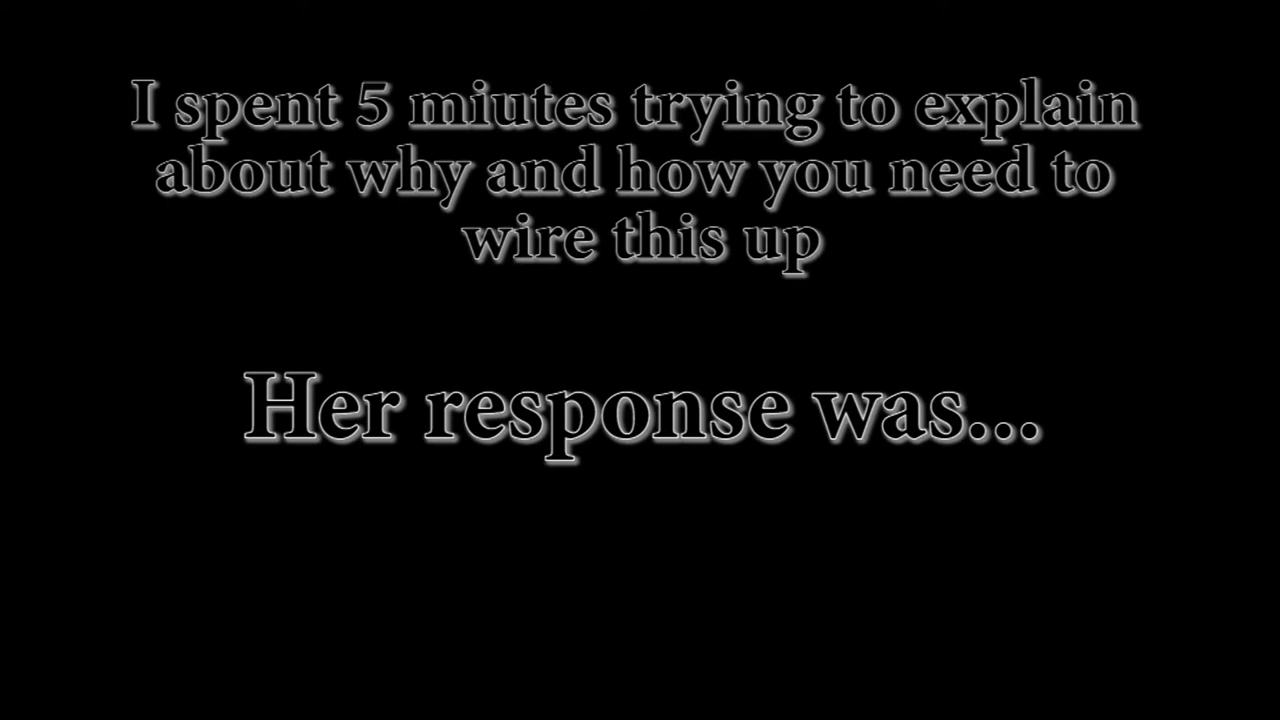 I spent 5 miutes trying to explain
about why and how you need to
wire this up
Her response was...